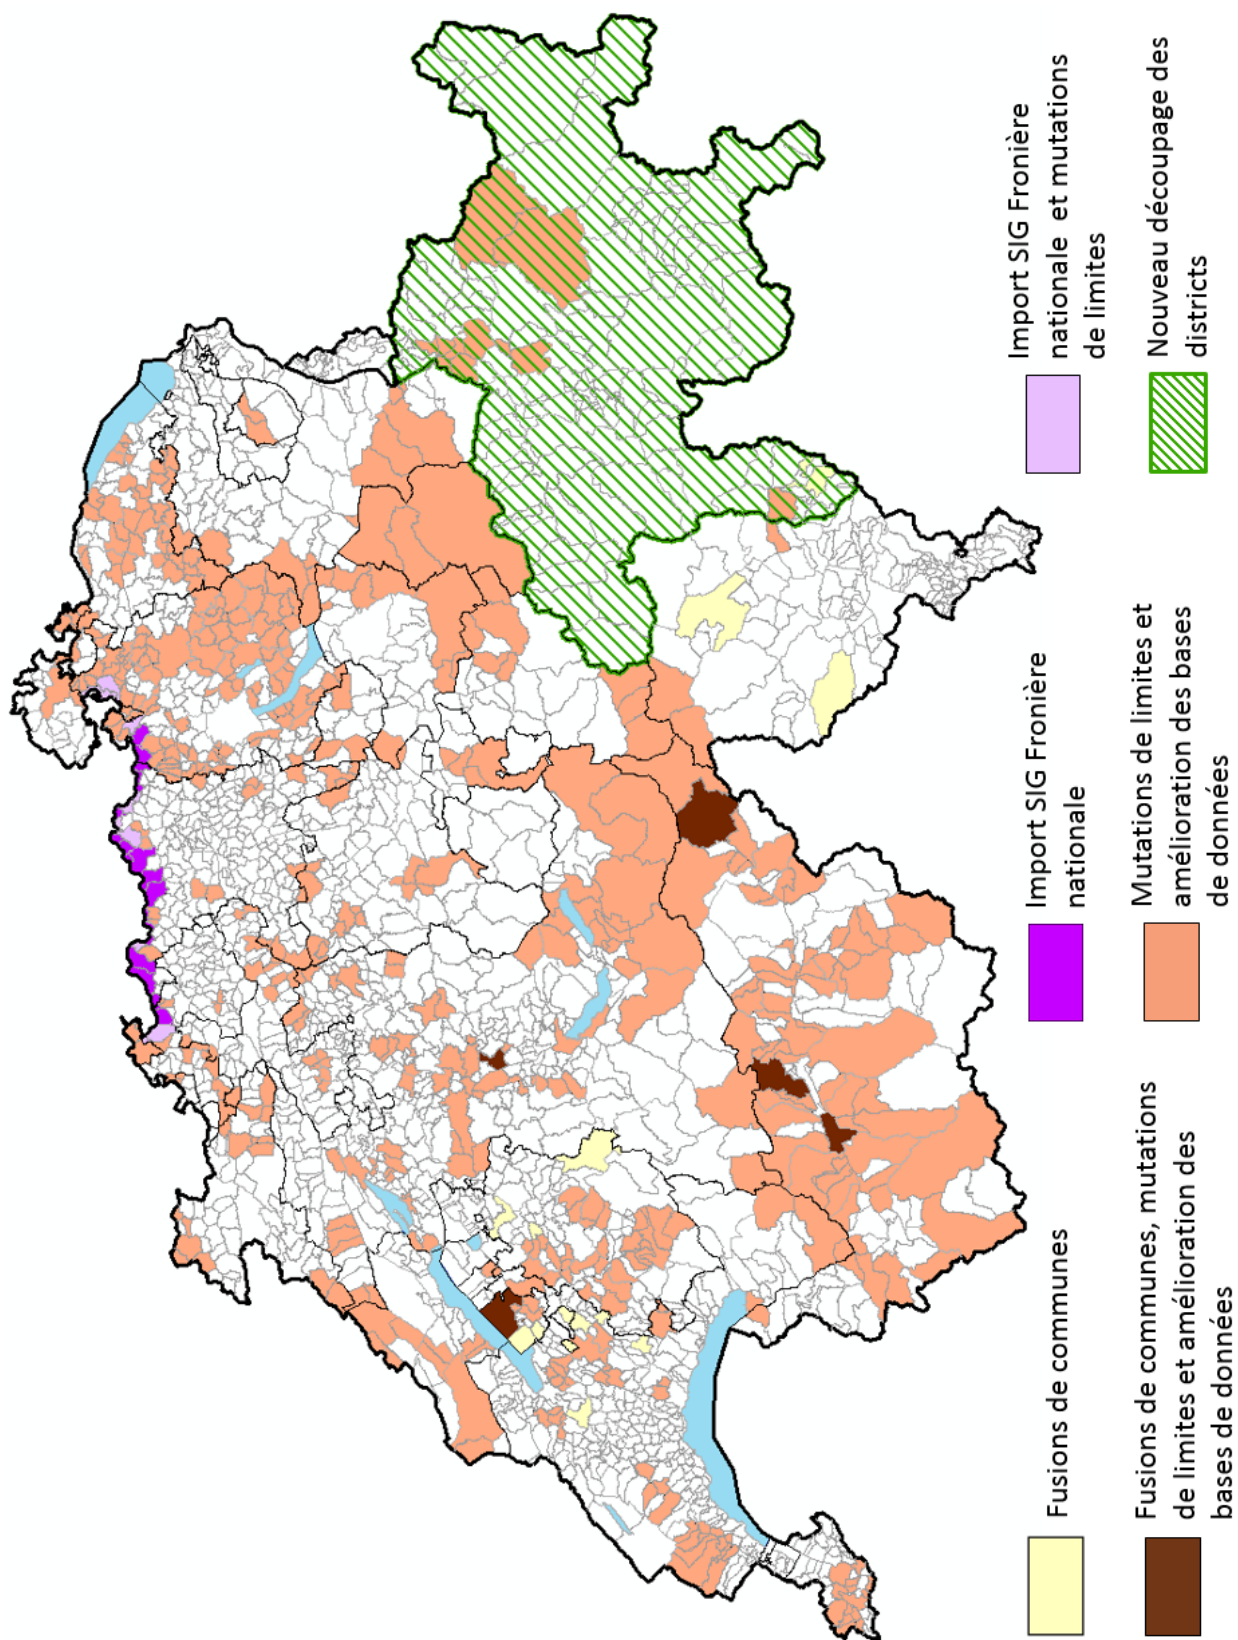 Fusions de communes
Fusions de communes, mutations
de limites et amélioration des
bases de données
Import SIG Fronière
nationale
Mutations de limites et
amélioration des bases
de données
Import SIG Fronière
nationale et mutations
de limites
Nouveau découpage des
districts